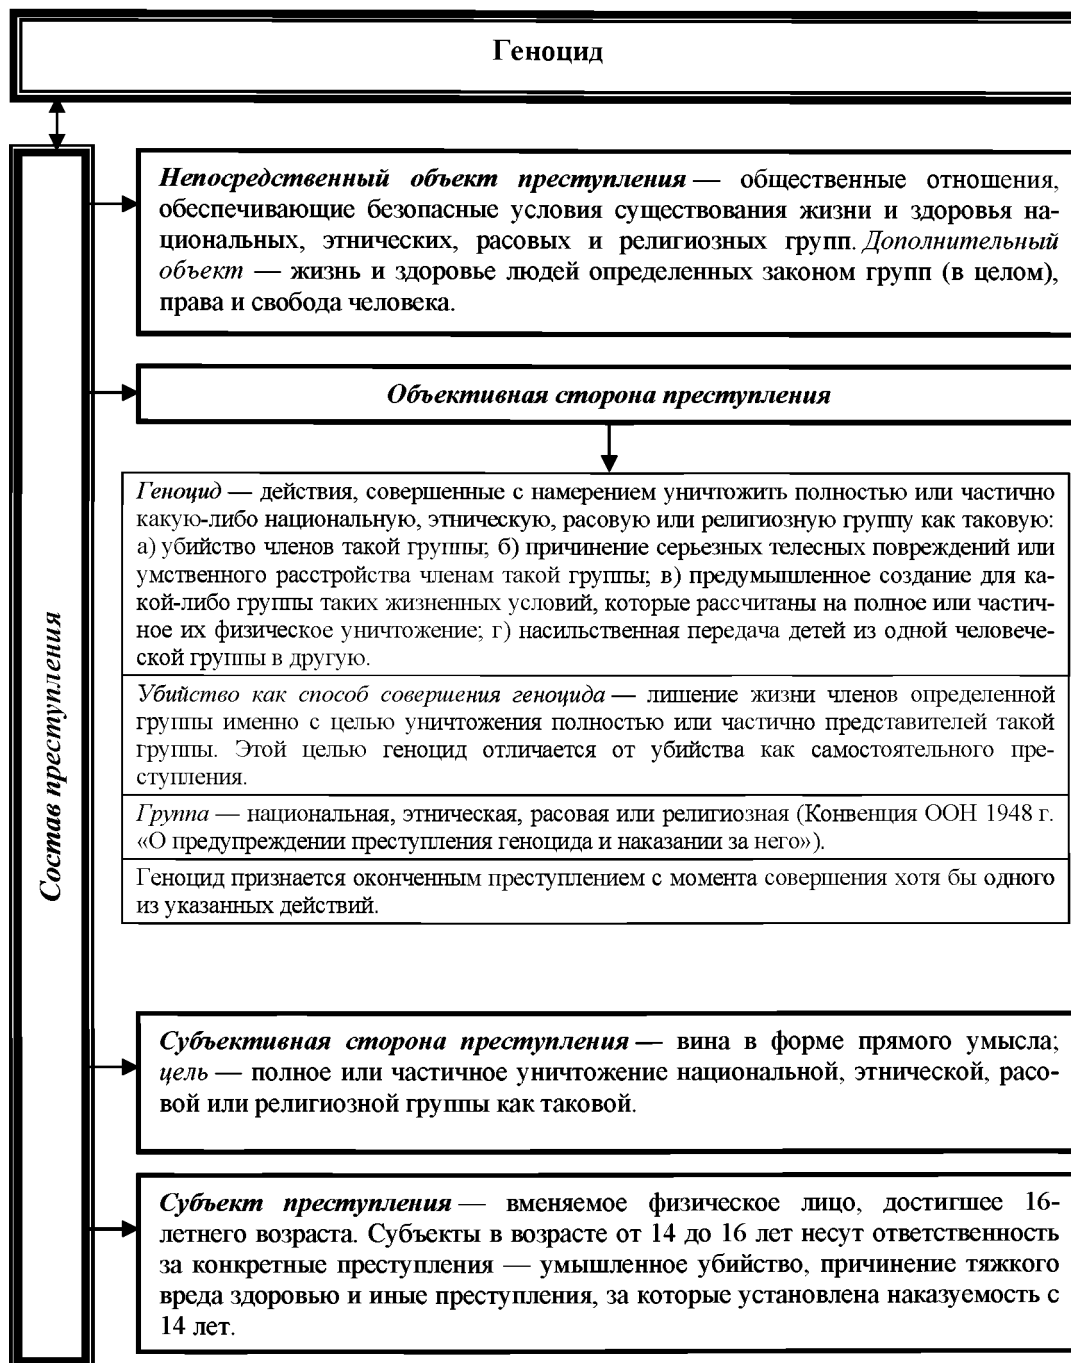 Геноцид
Состав преступления
Непосредственный объект преступления — общественные отношения,
обеспечивающие безопасные условия существования жизни и здоровья на-
циональных, этнических, расовых и религиозных групп. Дополнительный
объект — жизнь и здоровье людей определенных законом групп (в целом),
права и свобода человека.
Объективная сторона преступления
Геноцид — действия, совершенные с намерением уничтожить полностью или частично
какую-либо национальную, этническую, расовую или религиозную группу как таковую:
а) убийство членов такой группы; б) причинение серьезных телесных повреждений или
умственного расстройства членам такой группы; в) предумышленное создание для ка-
кой-либо группы таких жизненных условий, которые рассчитаны на полное или частич-
ное их физическое уничтожение; г) насильственная передача детей из одной человече-
ской группы в другую.
Убийство как способ совершения геноцида — лишение жизни членов определенной
группы именно с целью уничтожения полностью или частично представителей такой
группы. Этой целью геноцид отличается от убийства как самостоятельного пре-
ступления.
Группа — национальная, этническая, расовая или религиозная (Конвенция ООН 1948 г.
«О предупреждении преступления геноцида и наказании за него»).
Геноцид признается оконченным преступлением с момента совершения хотя бы одного
из указанных действий.
Субъективная сторона преступления — вина в форме прямого умысла;
цель — полное или частичное уничтожение национальной, этнической, расо-
вой или религиозной группы как таковой.
Субъект преступления — вменяемое физическое лицо, достигшее 16-
летнего возраста. Субъекты в возрасте от 14 до 16 лет несут ответственность
за конкретные преступления — умышленное убийство, причинение тяжкого
вреда здоровью и иные преступления, за которые установлена наказуемость с
14 лет.